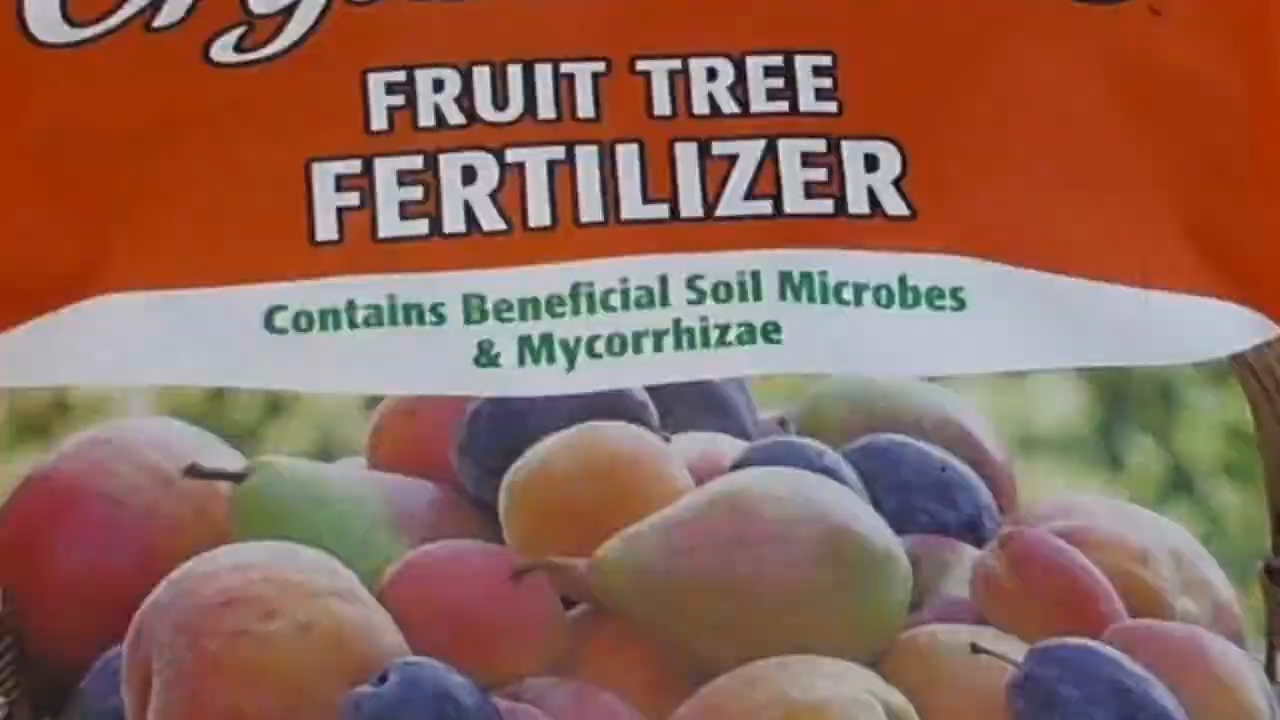 FRUIT TREE
FERTILIZER
Contains Beneficial Soil Microbes
& Mycorrhizae